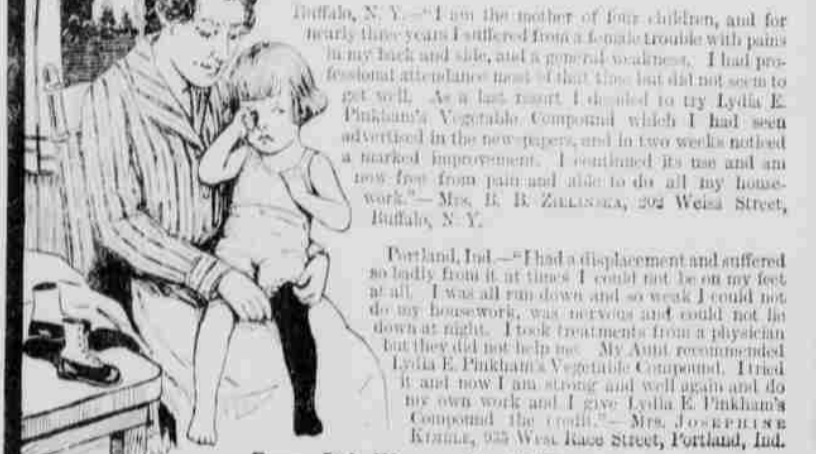 Buffalo, N. Y.—"I am the mother of four children, and for
nearly three years I suffered from a female trouble with pains
in my back and side, and a general weakness. I had pro-
fessional attendance most of that time but did not seem to
get well. As a last resort I decided to try Lydia E.
Pinkham's Vegetable Compound which I had seen
advertised in the newspapers, and in two weeks noticed
a marked improvement. I continued its use and am
now free from pain and able to do all my house-
work."—Mrs. B. B. ZIELINSKA, 202 Weiss Street,
Buffalo, N. Y.
Portland, Ind.—"I had a displacement and suffered
so badly from it at times I could not be on my feet
at all. I was all run down and so weak I could not
do my housework, was nervous and could not lie
down at night. I took treatments from a physician
but they did not help me. My Aunt recommended
Lydia E. Pinkham's Vegetable Compound. I tried
it and now I am strong and well again and do
my own work and I give Lydia E. Pinkham's
Compound the credit."—Mrs. JOSEPHINE
KIMBLE, 935 West Race Street, Portland, Ind.